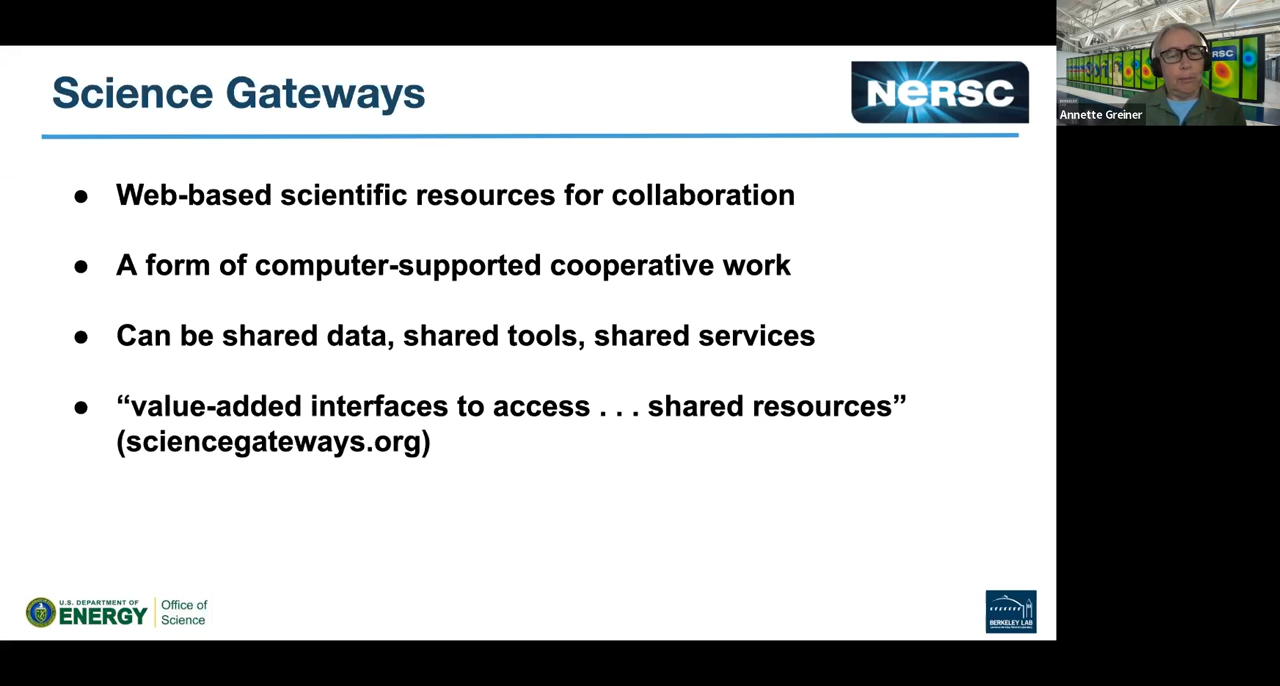 Science Gateways
NERSC
RSC
Annette Greiner
● Web-based scientific resources for collaboration
● A form of computer-supported cooperative work
● Can be shared data, shared tools, shared services
● “value-added interfaces to access . . . shared resources”
(sciencegateways.org)
U.S. DEPARTMENT OF
ENERGY
Office of
Science
BERKELEY LAB